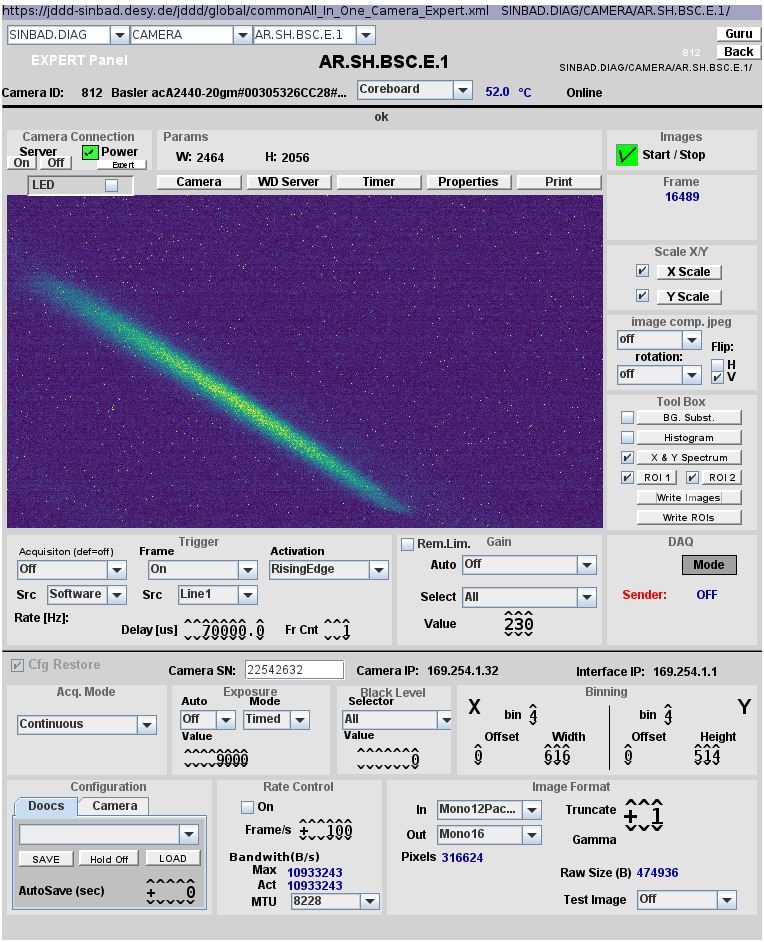 https://jddd-sinbad.desy.de/jddd/global/commonAll_In_One_Camera_Expert.xml SINBAD.DIAG/CAMERA/AR.SH.BSC.E.1/
SINBAD.DIAG CAMERA AR.SH.BSC.E.1 Guru
EXPERT Panel AR.SH.BSC.E.1 812 Back
SINBAD.DIAG/CAMERA/AR.SH.BSC.E.1/
Camera ID: 812 Basler acA2440-20gm#00305326CC28#... Coreboard 52.0 °C Online
ok
Camera Connection Params Images
Server Power W: 2464 H: 2056 Start / Stop
On Off Expert
LED Camera WD Server Timer Properties Print Frame
16489
Scale X/Y
X Scale
Y Scale
image comp. jpeg
off Flip:
rotation: H
off V
Tool Box
BG. Subst.
Histogram
X & Y Spectrum
ROI 1 ROI 2
Write Images
Write ROIs
Trigger Rem.Lim. Gain DAQ
Acquisiton (def=off) Frame Activation
Off On RisingEdge Auto Off Mode
Src Software Src Line1 Select All Sender: OFF
Rate [Hz]: Delay[us] 70000.0 Fr Cnt 1 Value 230
Cfg Restore Camera SN: 22542632 Camera IP: 169.254.1.32 Interface IP: 169.254.1.1
Acq. Mode Exposure Black Level Binning
Auto Mode Selector X Y
Continuous Off Timed All bin 4 bin 4
Value Value Offset Width Offset Height
9000 0 0 616 0 514
Configuration Rate Control Image Format
Doocs Camera On In Mono12Pac... Truncate + 1
Frame/s + 100 Out Mono16 Gamma
SAVE Hold Off LOAD Bandwith(B/s) Pixels 316624
Max 10933243 Raw Size (B) 474936
AutoSave (sec) + 0 Act 10933243
MTU 8228 Test Image Off